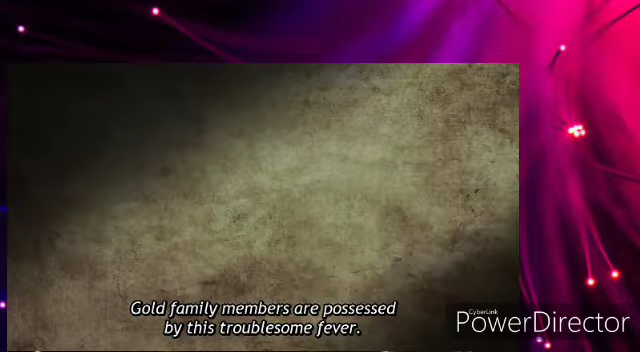 Gold family members are possessed
by this troublesome fever.
CyberLink
PowerDirector